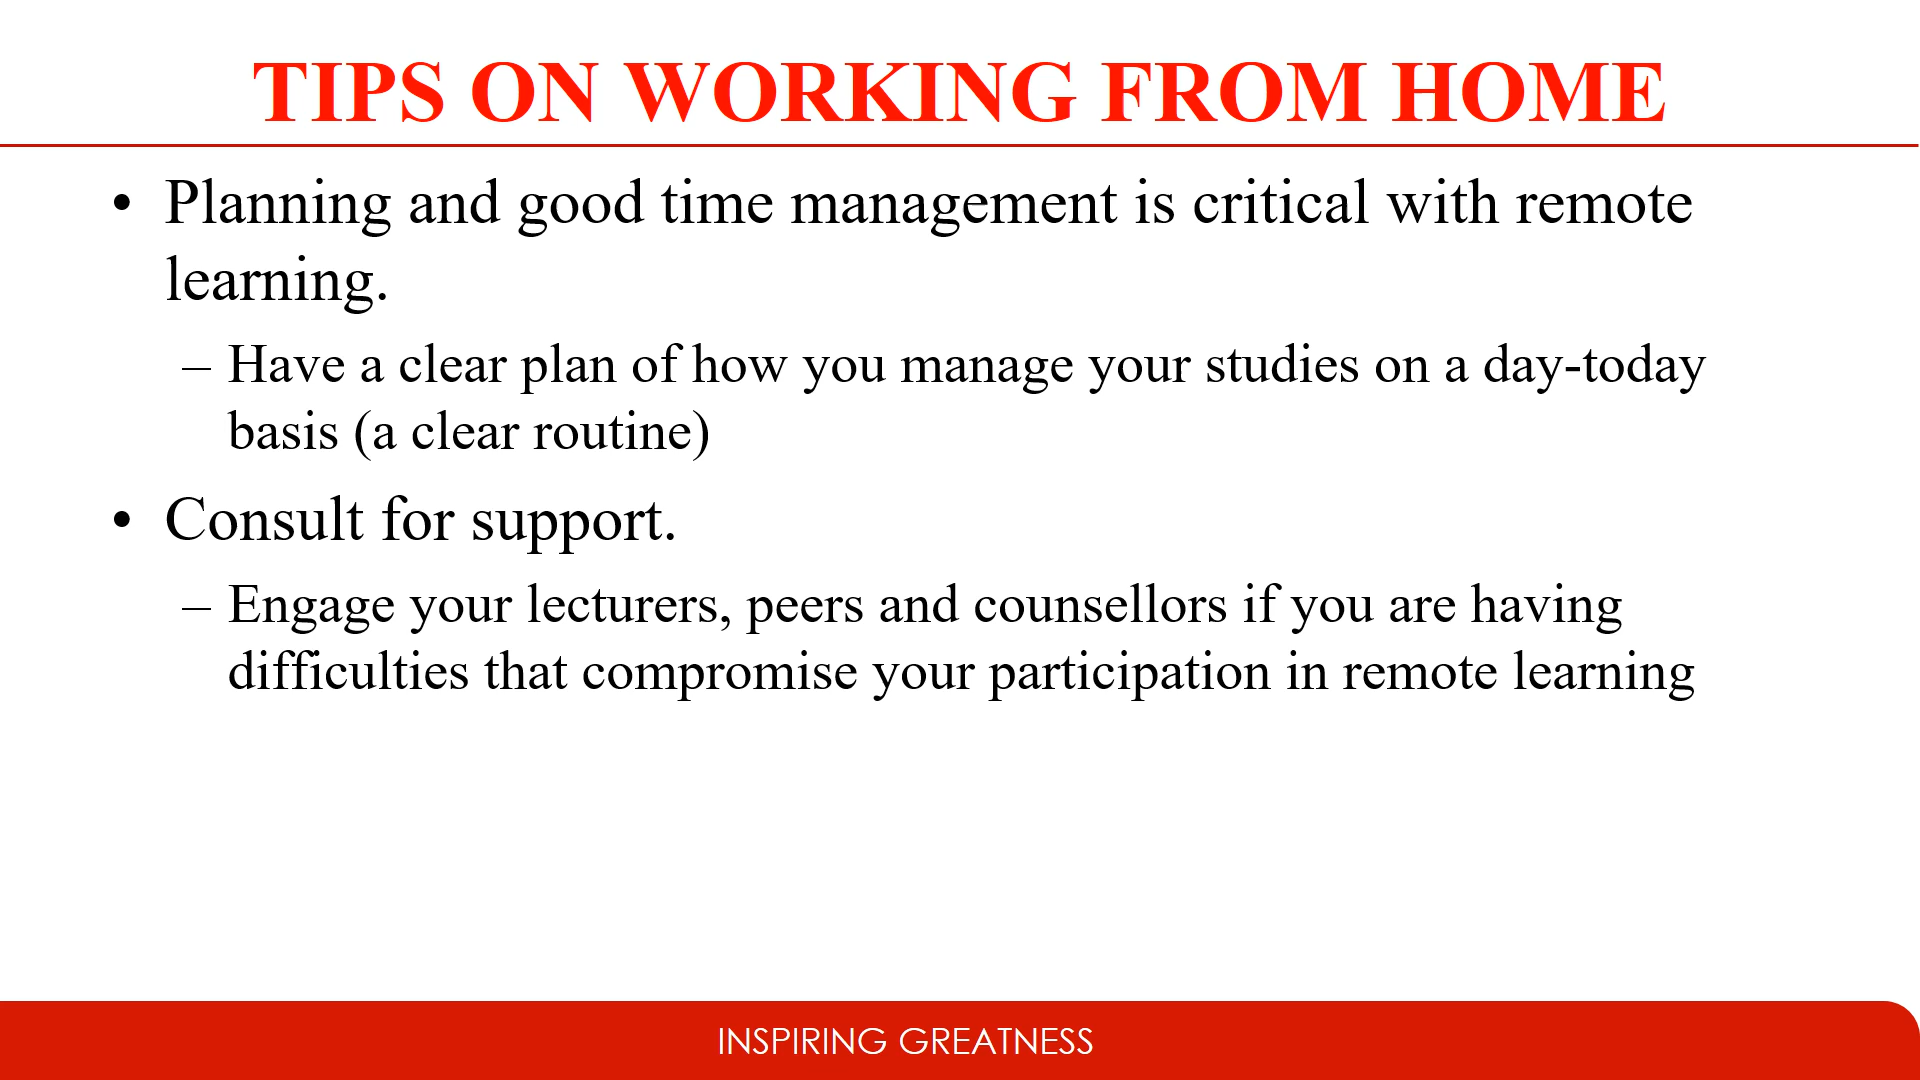 TIPS ON WORKING FROM HOME
• Planning and good time management is critical with remote
learning.
– Have a clear plan of how you manage your studies on a day-today
basis (a clear routine)
• Consult for support.
– Engage your lecturers, peers and counsellors if you are having
difficulties that compromise your participation in remote learning
INSPIRING GREATNESS